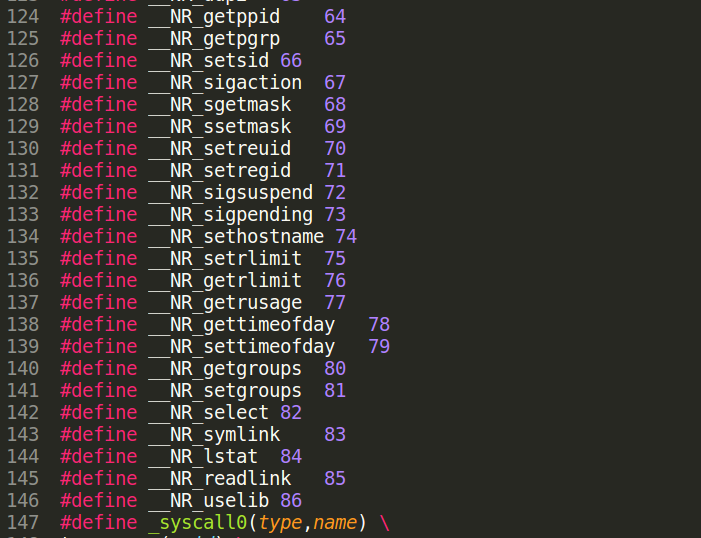 124 #define __NR_getppid 64
125 #define __NR_getpgrp 65
126 #define __NR_setsid 66
127 #define __NR_sigaction 67
128 #define __NR_sgetmask 68
129 #define __NR_ssetmask 69
130 #define __NR_setreuid 70
131 #define __NR_setregid 71
132 #define __NR_sigsuspend 72
133 #define __NR_sigpending 73
134 #define __NR_sethostname 74
135 #define __NR_setrlimit 75
136 #define __NR_getrlimit 76
137 #define __NR_getrusage 77
138 #define __NR_gettimeofday 78
139 #define __NR_settimeofday 79
140 #define __NR_getgroups 80
141 #define __NR_setgroups 81
142 #define __NR_select 82
143 #define __NR_symlink 83
144 #define __NR_lstat 84
145 #define __NR_readlink 85
146 #define __NR_uselib 86
147 #define _syscall0(type,name) \